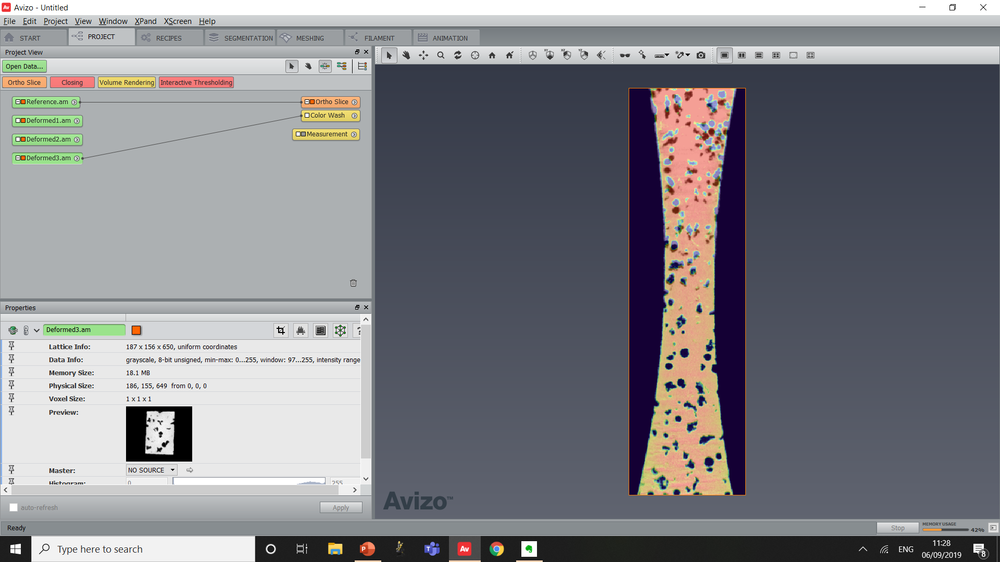 Av Avizo - Untitled
File Edit Project View Window XPand XScreen Help
START PROJECT RECIPES SEGMENTATION MESHING FILAMENT ANIMATION
Project View
Open Data...
Ortho Slice Closing Volume Rendering Interactive Thresholding
Reference.am Ortho Slice
Color Wash
Deformed1.am
Measurement
Deformed2.am
Deformed3.am
XY XZ YZ
Properties
Deformed3.am ?
Lattice Info: 187 x 156 x 650, uniform coordinates
Data Info: grayscale, 8-bit unsigned, min-max: 0...255, window: 97...255, intensity range
Memory Size: 18.1 MB
Physical Size: 186, 155, 649 from 0, 0, 0
Voxel Size: 1 x 1 x 1
Preview:
Master: NO SOURCE
Histogram: 0 255
auto-refresh Apply
Avizo™
Ready Stop MEMORY USAGE 42%
Type here to search
Av
ENG
11:28
06/09/2019
8